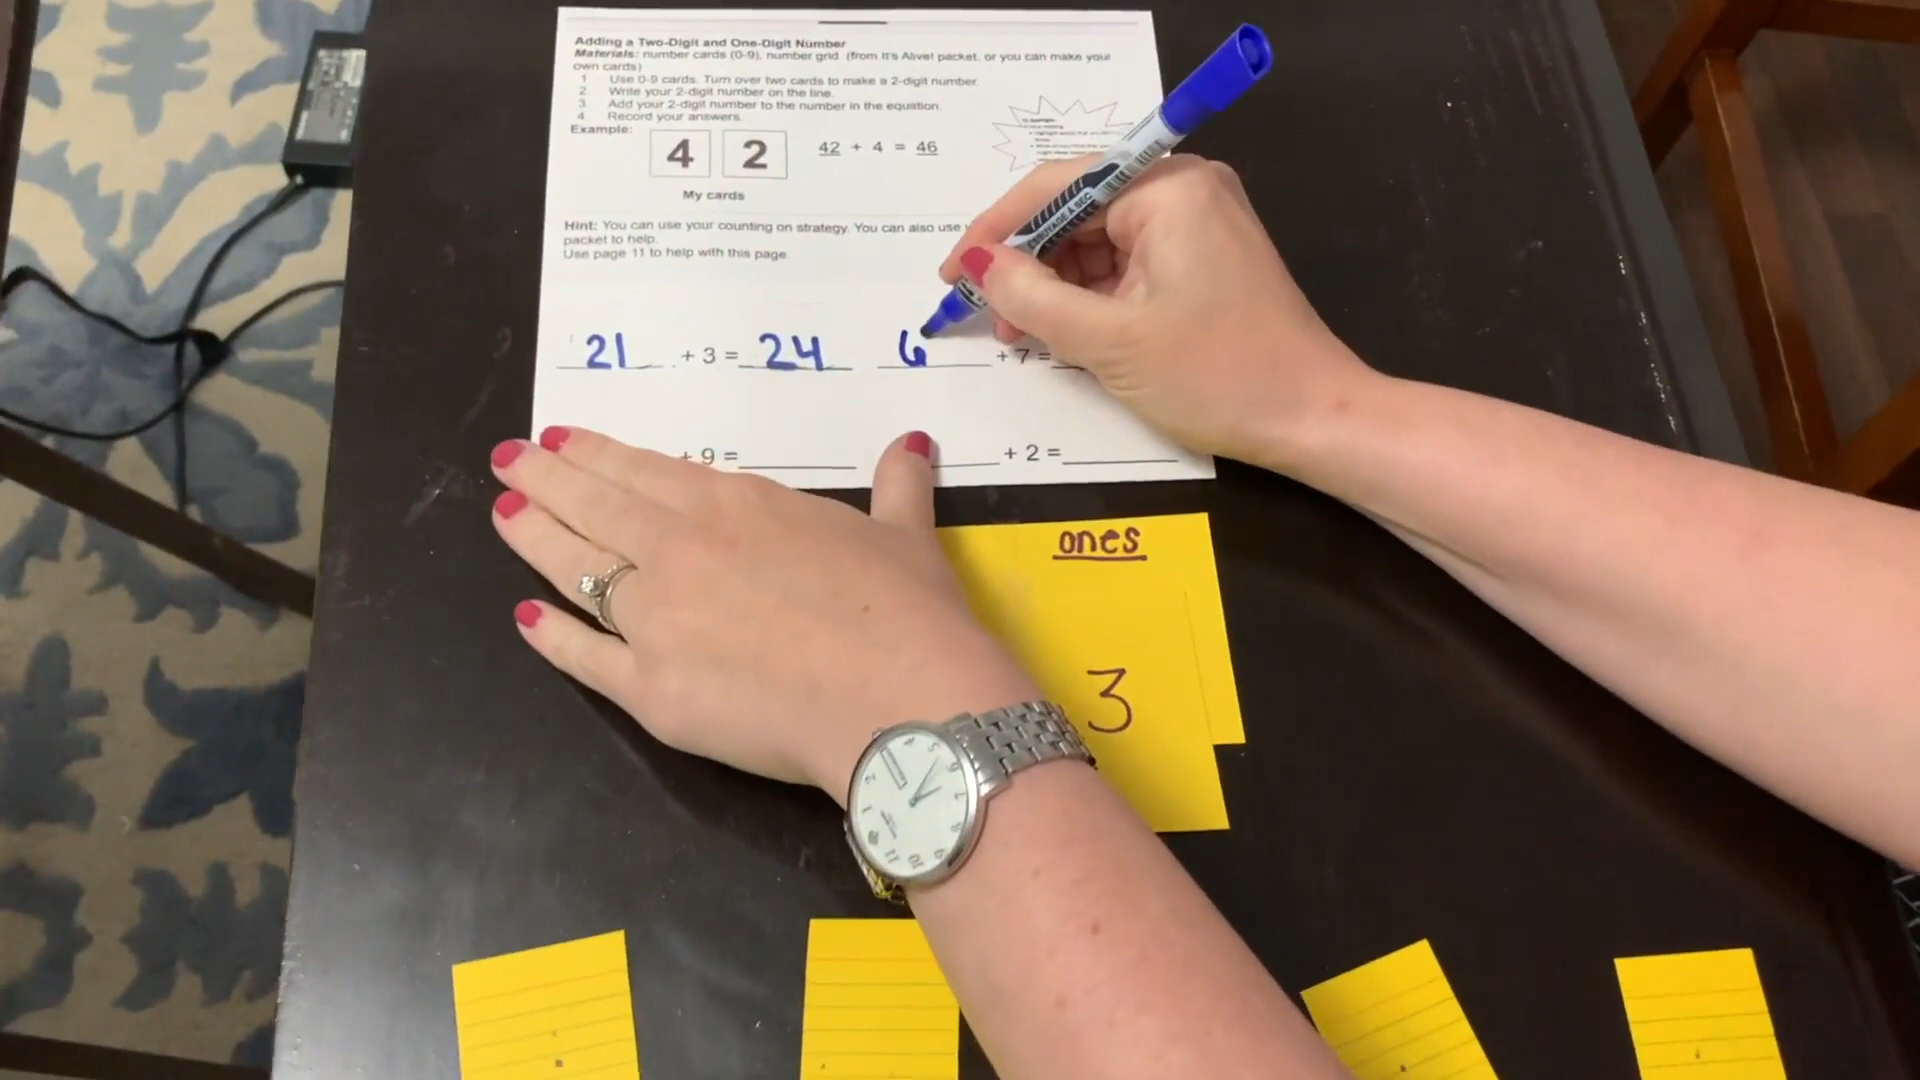 Adding a Two-Digit and One-Digit Number
Materials: number cards (0-9), number grid (from It's Alive! packet, or you can make your
own cards)
1. Use 0-9 cards. Turn over two cards to make a 2-digit number.
2. Write your 2-digit number on the line.
3. Add your 2-digit number to the number in the equation.
4. Record your answers.
Example:
4 2 42 + 4 = 46
My cards
Hint: You can use your counting on strategy. You can also use
packet to help.
Use page 11 to help with this page.
21 + 3 = 24 6 + 7 =
+ 9 = + 2 =
ones
3